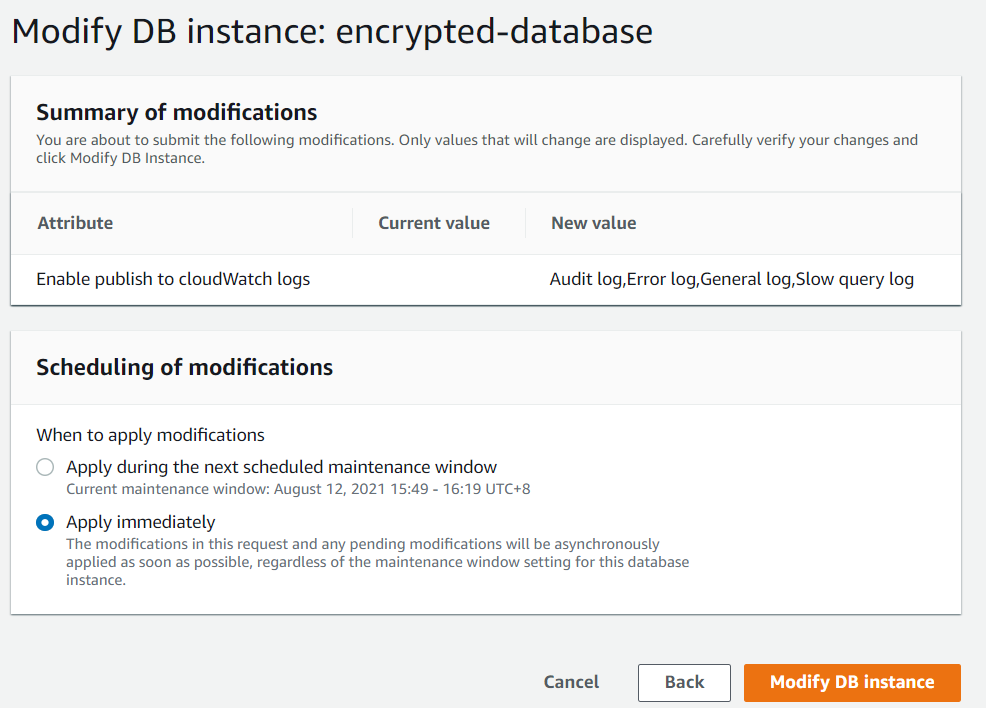 Modify DB instance: encrypted-database
Summary of modifications
You are about to submit the following modifications. Only values that will change are displayed. Carefully verify your changes and
click Modify DB Instance.
Attribute Current value New value
Enable publish to cloudWatch logs Audit log,Error log,General log,Slow query log
Scheduling of modifications
When to apply modifications
Apply during the next scheduled maintenance window
Current maintenance window: August 12, 2021 15:49 - 16:19 UTC+8
Apply immediately
The modifications in this request and any pending modifications will be asynchronously
applied as soon as possible, regardless of the maintenance window setting for this database
instance.
Cancel Back Modify DB instance